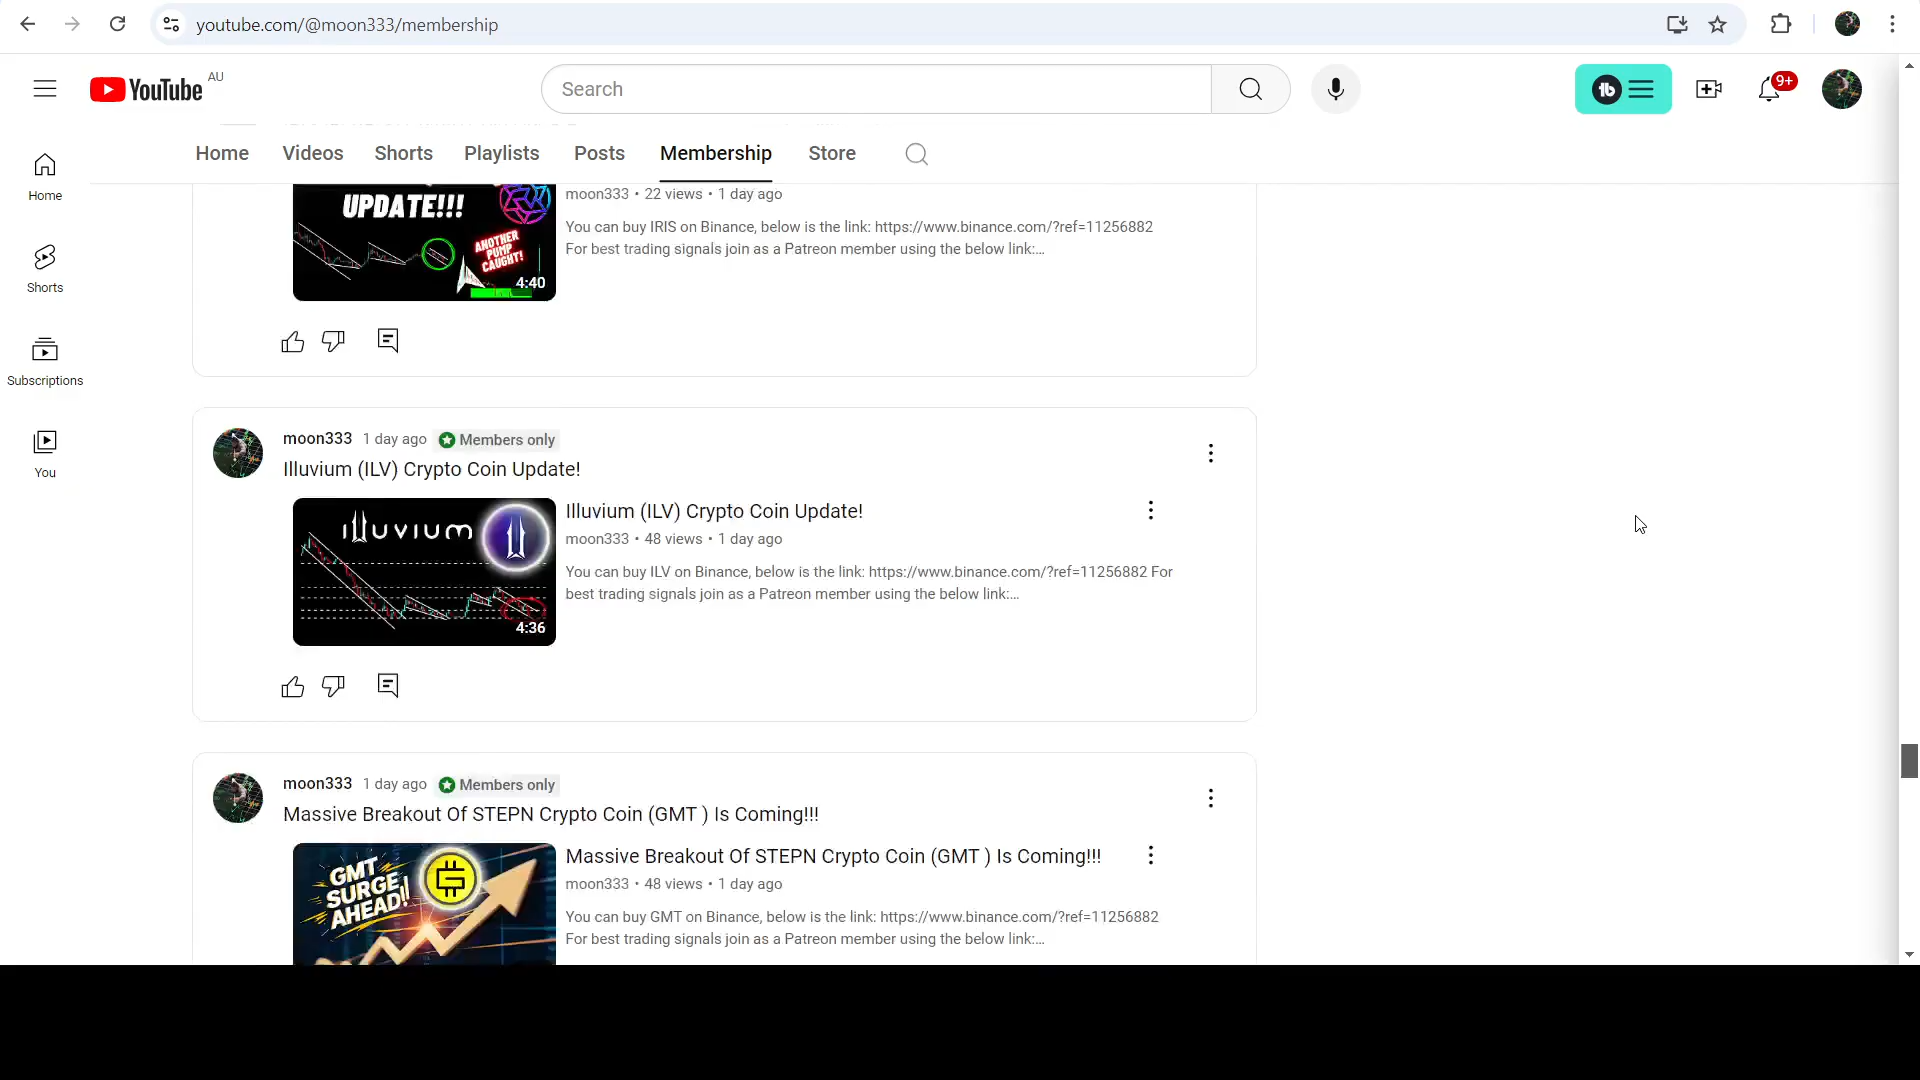 youtube.com/@moon333/membership
YouTube AU
Search
9+
Home
Videos
Shorts
Playlists
Posts
Membership
Store
Home
Shorts
Subscriptions
You
UPDATE!!!
ANOTHER
PUMP
CAUGHT!
4:40
moon333 • 22 views • 1 day ago
You can buy IRIS on Binance, below is the link: https://www.binance.com/?ref=11256882
For best trading signals join as a Patreon member using the below link:...
moon333 1 day ago Members only
Illuvium (ILV) Crypto Coin Update!
ILLUVIUM
4:36
Illuvium (ILV) Crypto Coin Update!
moon333 • 48 views • 1 day ago
You can buy ILV on Binance, below is the link: https://www.binance.com/?ref=11256882 For
best trading signals join as a Patreon member using the below link:...
moon333 1 day ago Members only
Massive Breakout Of STEPN Crypto Coin (GMT ) Is Coming!!!
GMT
SURGE
AHEAD!!
Massive Breakout Of STEPN Crypto Coin (GMT ) Is Coming!!!
moon333 • 48 views • 1 day ago
You can buy GMT on Binance, below is the link: https://www.binance.com/?ref=11256882
For best trading signals join as a Patreon member using the below link:...